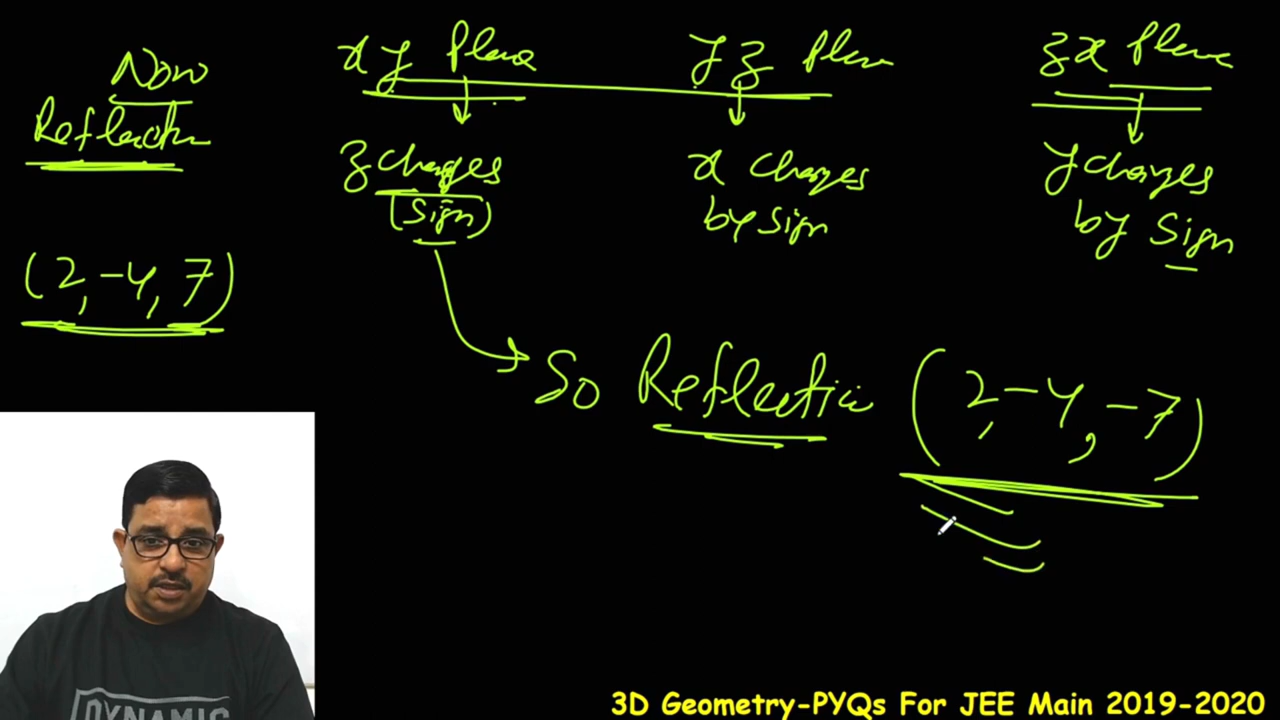 Now
Reflection
(2, -4, 7)
xy Plane
z changes
(sign)
yz Plane
x changes
by sign
zx Plane
y changes
by sign
So Reflection (2, -4, -7)
DYNAMIC
3D Geometry-PYQs For JEE Main 2019-2020